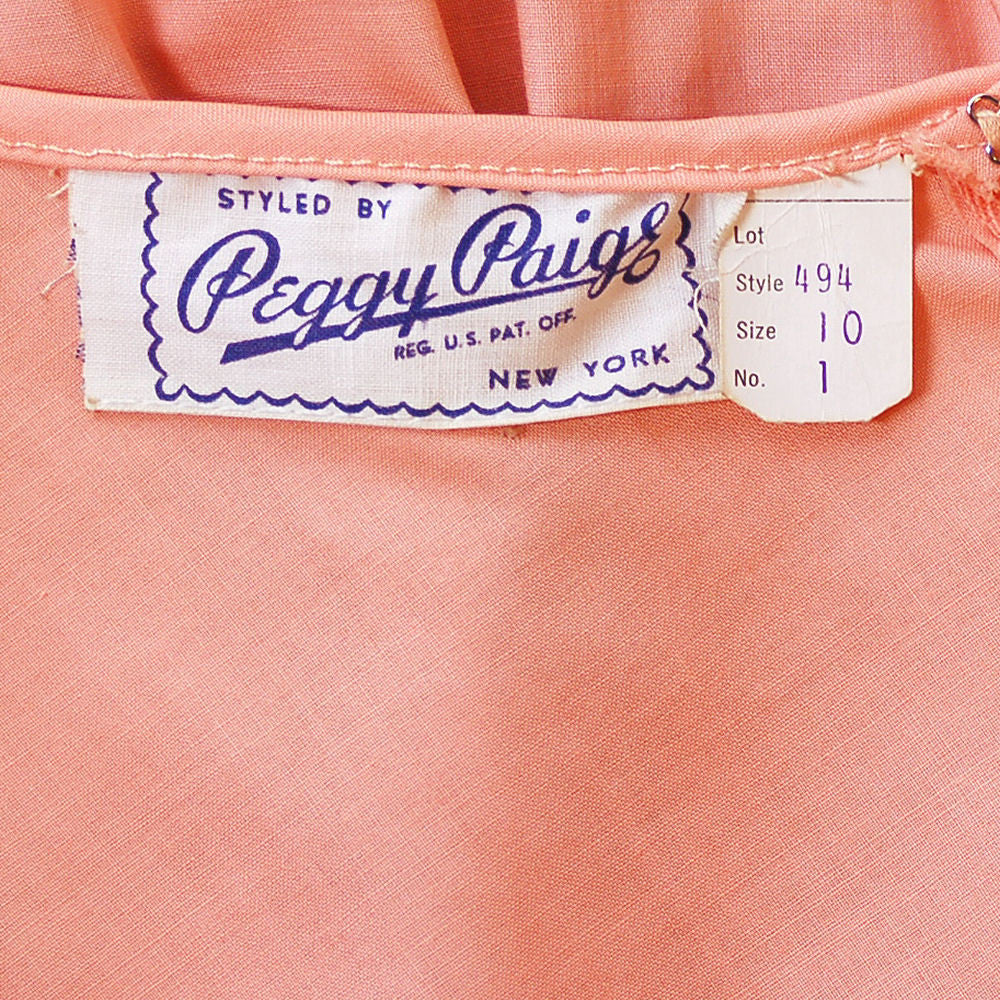 STYLED BY
Peggy Paige
REG. U.S. PAT. OFF.
NEW YORK
Lot
Style 494
Size 10
No. 1